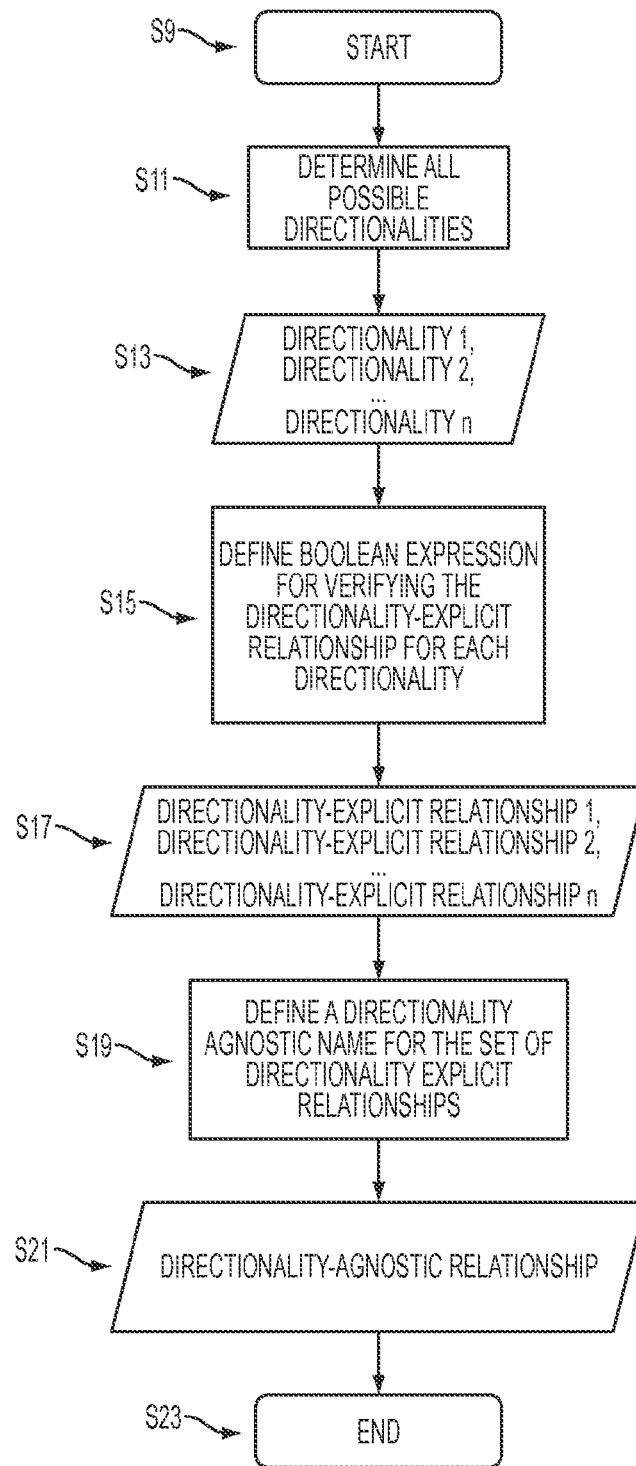 S9
START
S11
DETERMINE ALL
POSSIBLE
DIRECTIONALITIES
S13
DIRECTIONALITY 1,
DIRECTIONALITY 2,
...
DIRECTIONALITY n
S15
DEFINE BOOLEAN EXPRESSION
FOR VERIFYING THE
DIRECTIONALITY-EXPLICIT
RELATIONSHIP FOR EACH
DIRECTIONALITY
S17
DIRECTIONALITY-EXPLICIT RELATIONSHIP 1,
DIRECTIONALITY-EXPLICIT RELATIONSHIP 2,
...
DIRECTIONALITY-EXPLICIT RELATIONSHIP n
S19
DEFINE A DIRECTIONALITY
AGNOSTIC NAME FOR THE SET OF
DIRECTIONALITY EXPLICIT
RELATIONSHIPS
S21
DIRECTIONALITY-AGNOSTIC RELATIONSHIP
S23
END